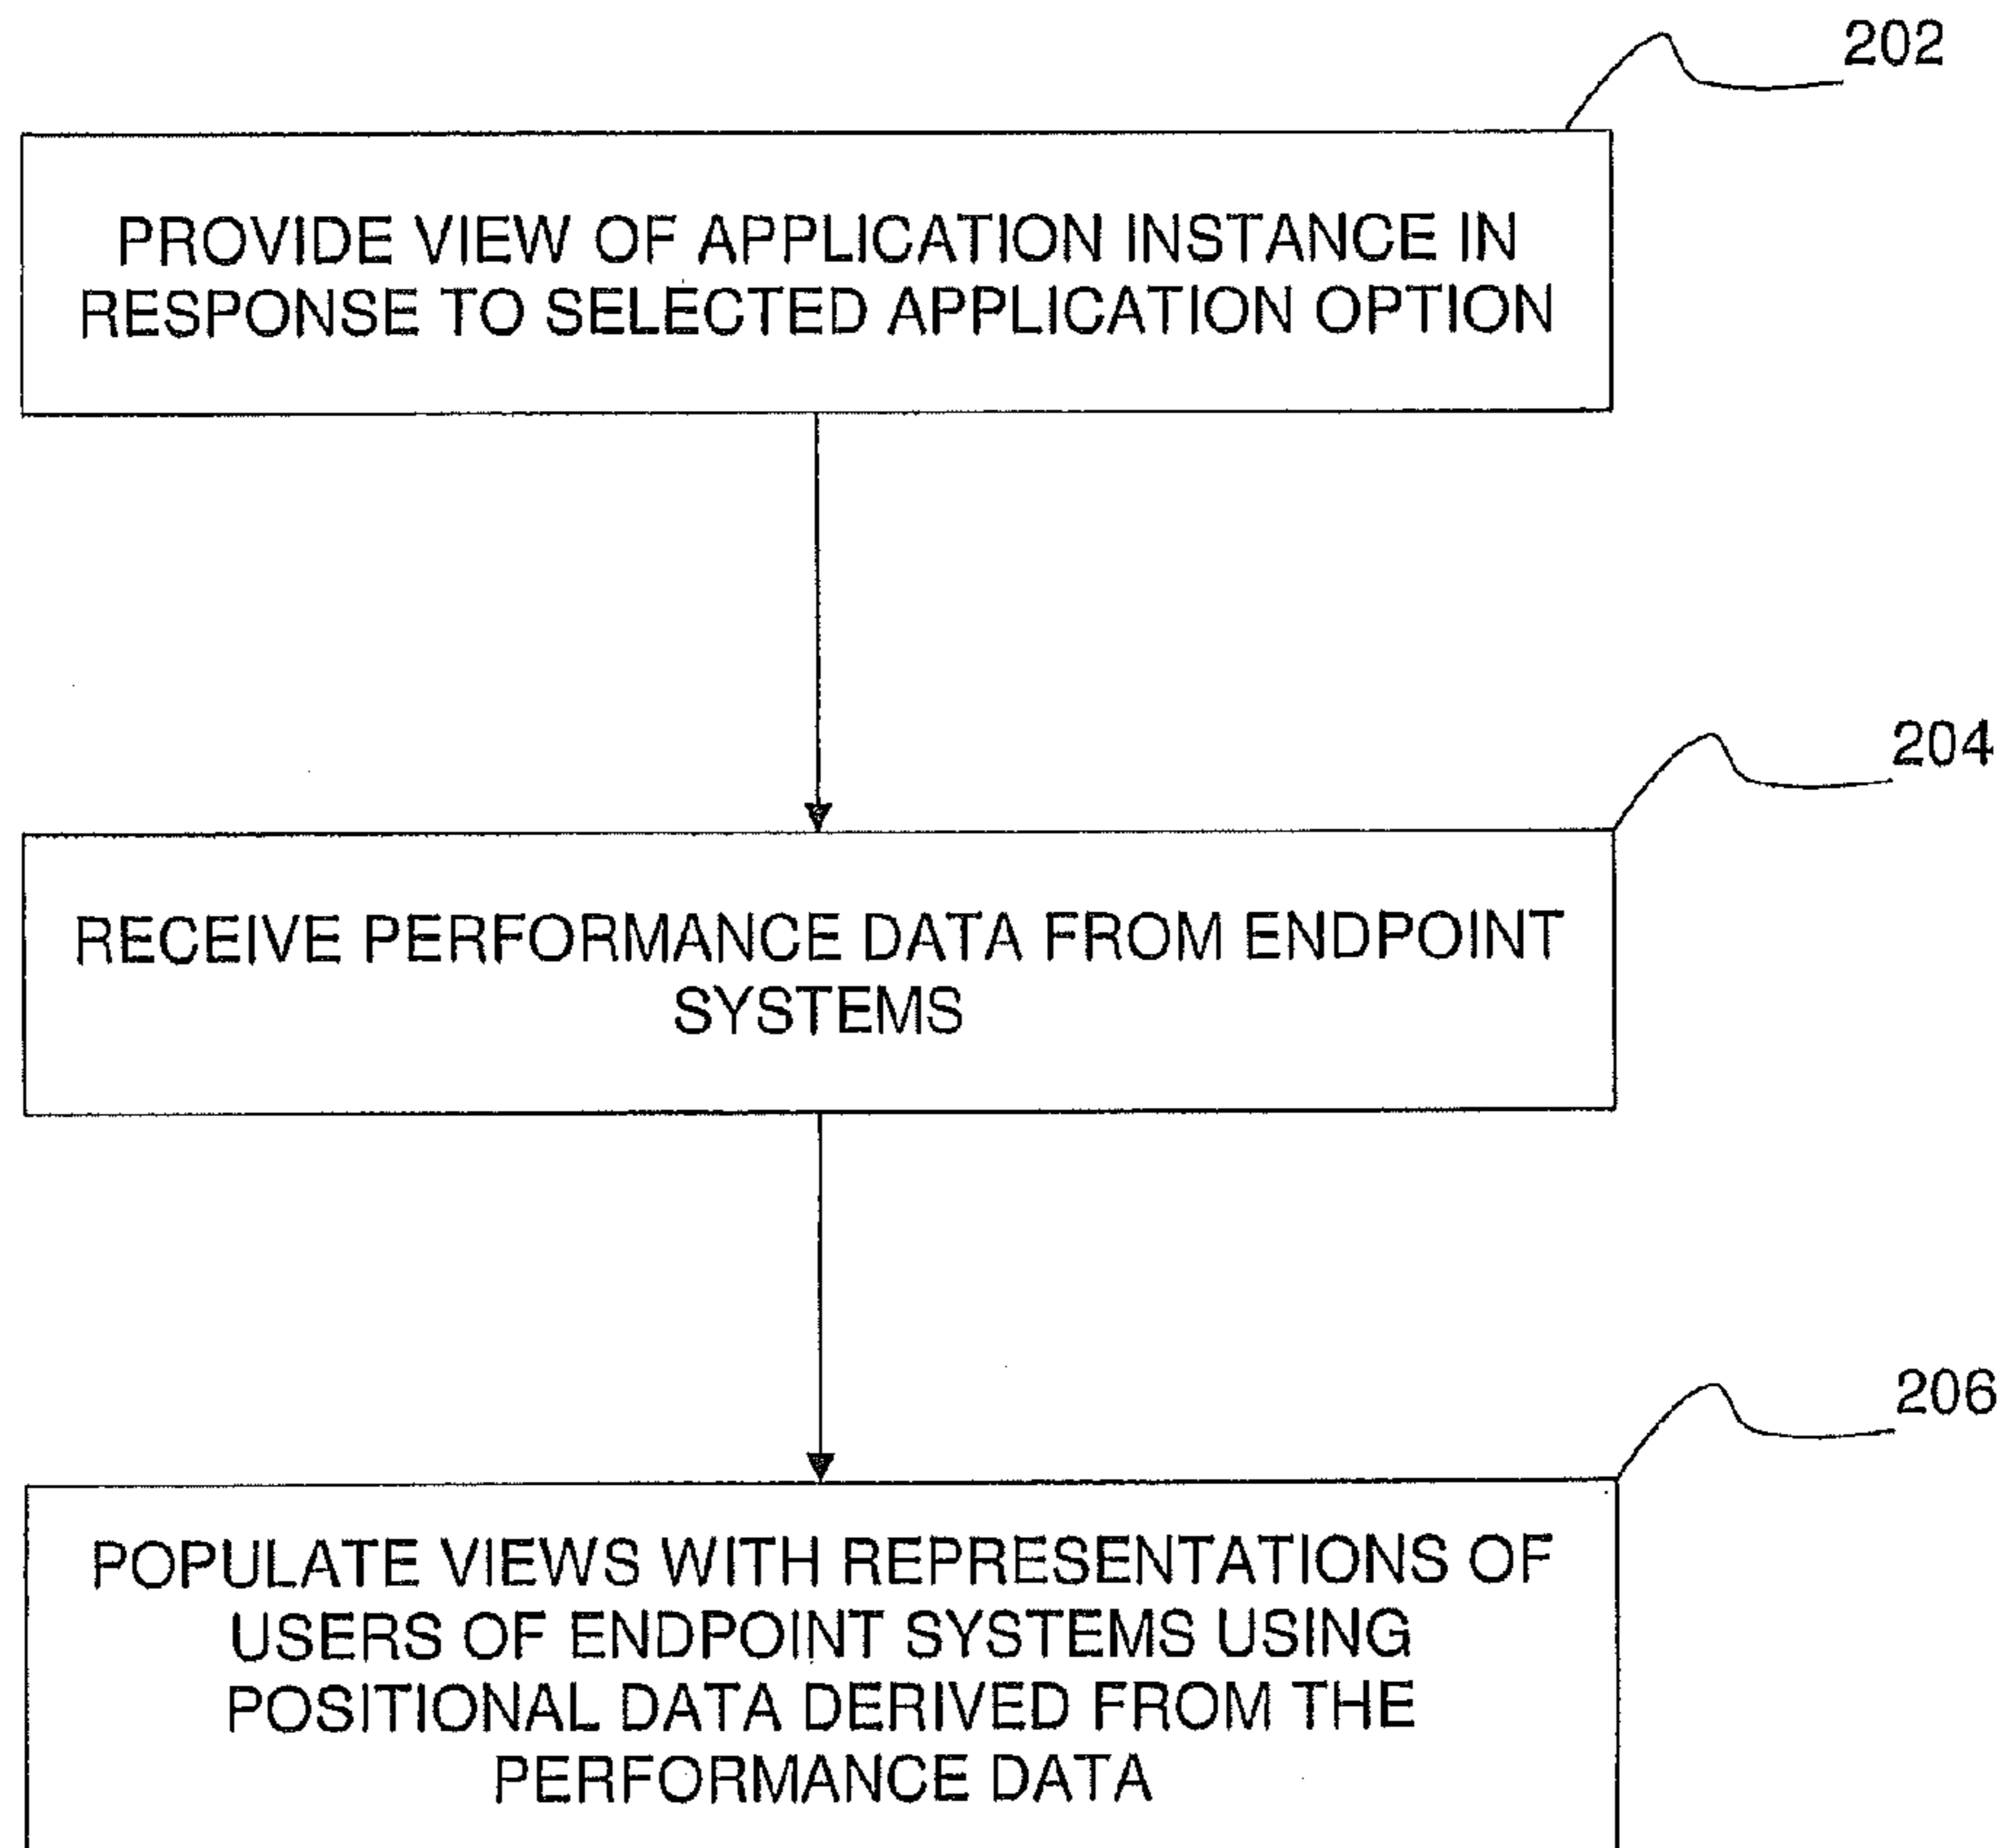 202
PROVIDE VIEW OF APPLICATION INSTANCE IN
RESPONSE TO SELECTED APPLICATION OPTION
204
RECEIVE PERFORMANCE DATA FROM ENDPOINT
SYSTEMS
206
POPULATE VIEWS WITH REPRESENTATIONS OF
USERS OF ENDPOINT SYSTEMS USING
POSITIONAL DATA DERIVED FROM THE
PERFORMANCE DATA